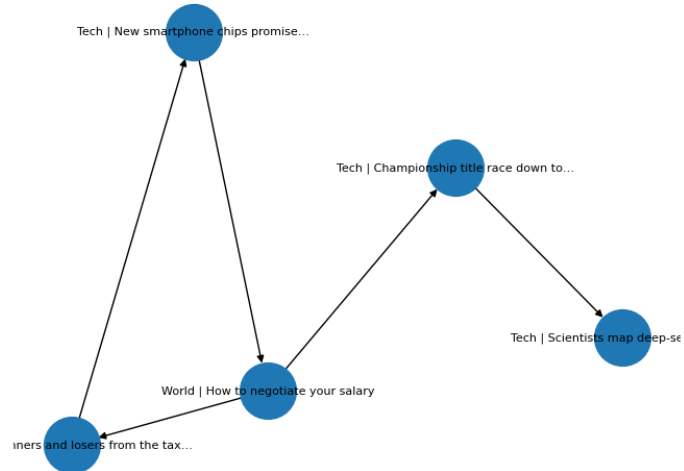 Tech | New smartphone chips promise…
Tech | Championship title race down to…
Tech | Scientists map deep-se
World | How to negotiate your salary
and losers from the tax…